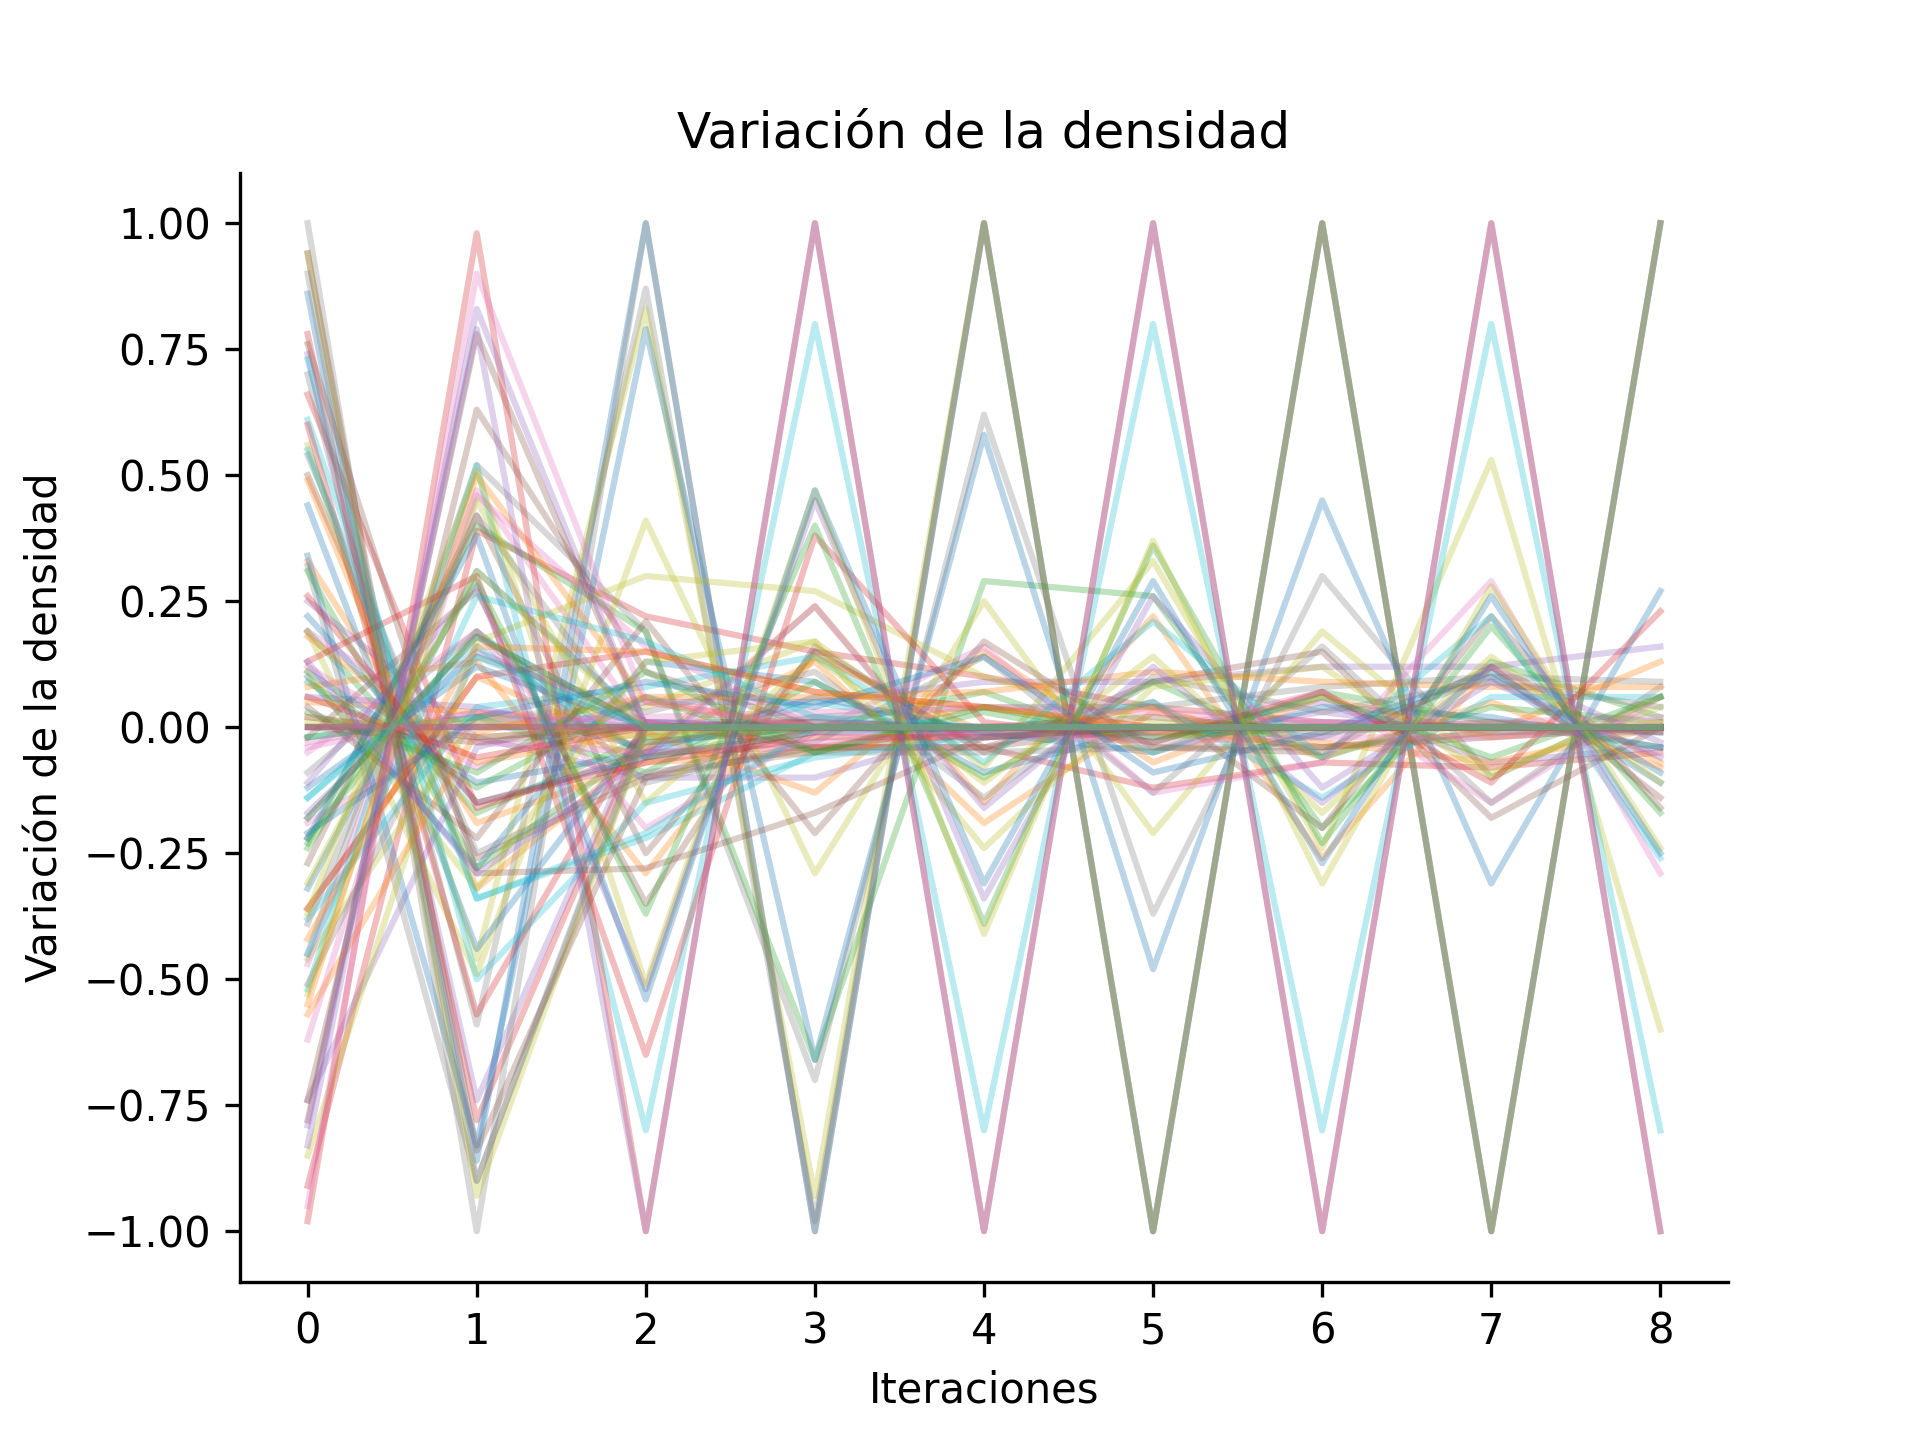 Variación de la densidad
Variación de la densidad
1.00
0.75
0.50
0.25
0.00
−0.25
−0.50
−0.75
−1.00
0 1 2 3 4 5 6 7 8
Iteraciones